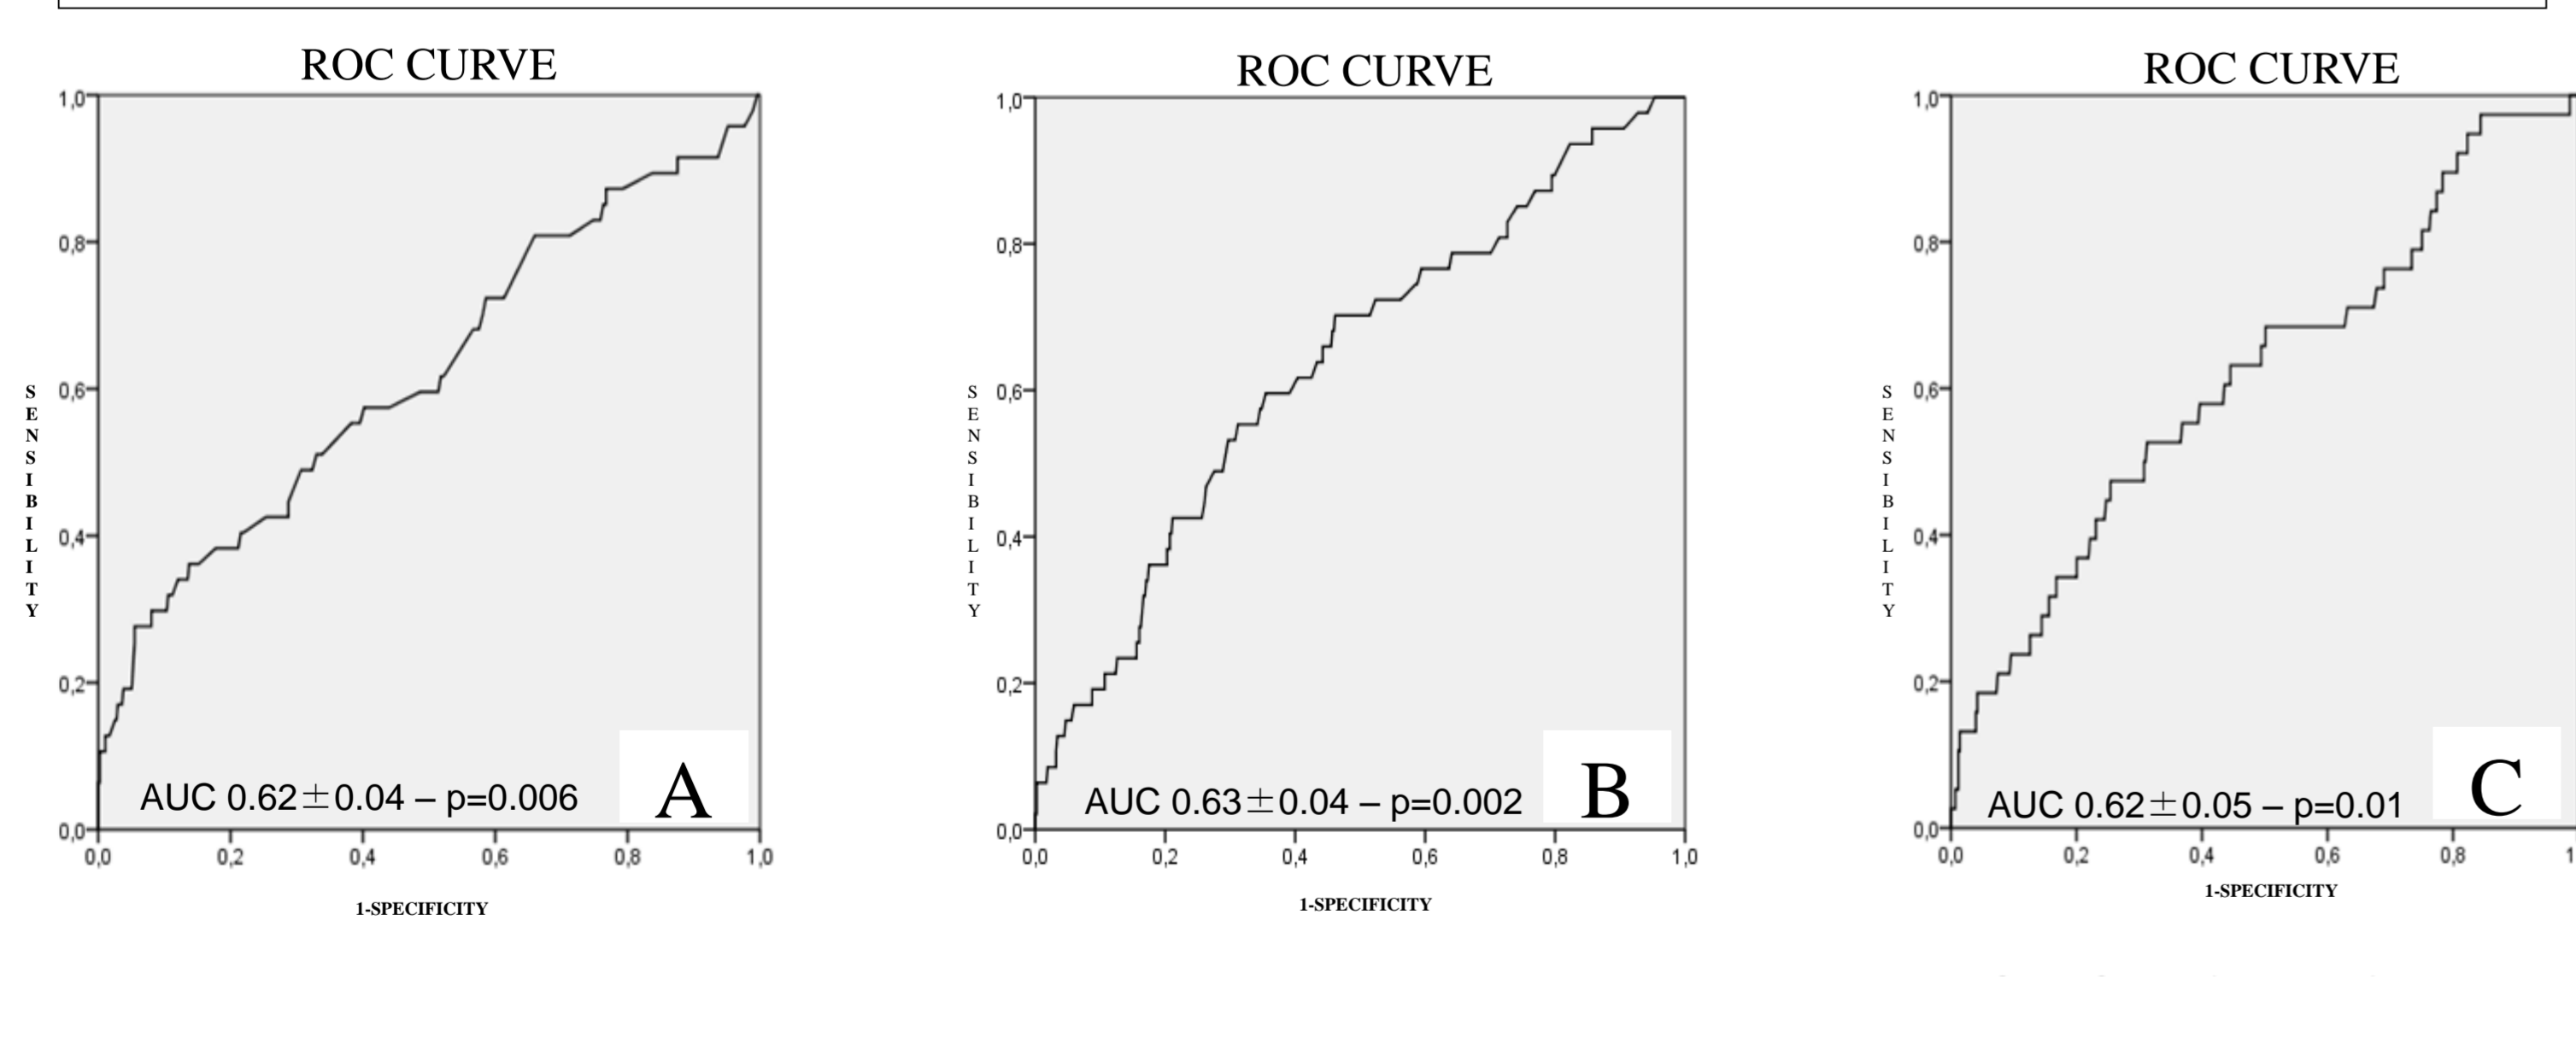 ROC CURVE
1,0
0,8
0,6
0,4
0,2
0,0
SENSIBILITY
AUC 0.62±0.04 – p=0.006
A
0,0 0,2 0,4 0,6 0,8 1,0
1-SPECIFICITY
ROC CURVE
1,0
0,8
0,6
0,4
0,2
0,0
SENSIBILITY
AUC 0.63±0.04 – p=0.002
B
0,0 0,2 0,4 0,6 0,8 1,0
1-SPECIFICITY
ROC CURVE
1,0
0,8
0,6
0,4
0,2
0,0
SENSIBILITY
AUC 0.62±0.05 – p=0.01
C
0,0 0,2 0,4 0,6 0,8
1-SPECIFICITY